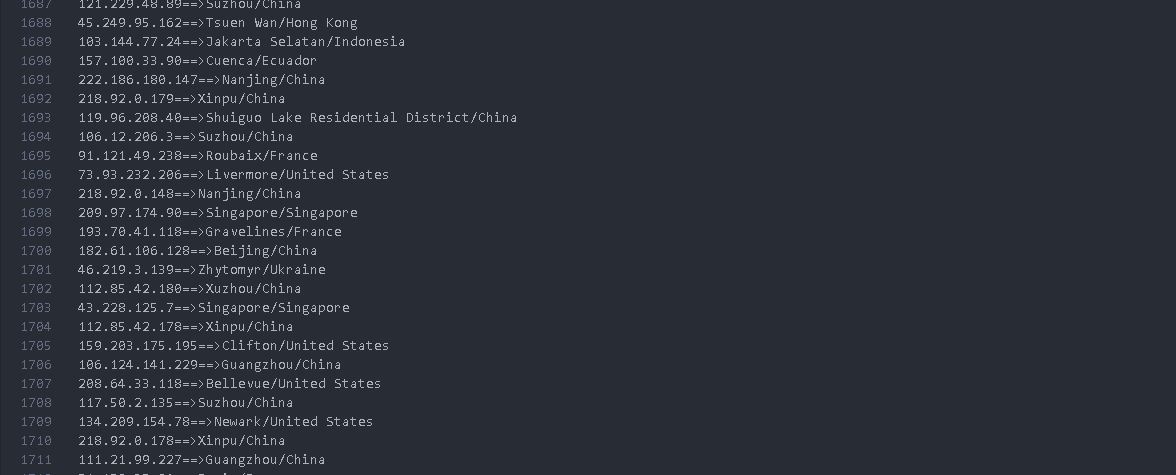 1687 121.229.48.89==>Suzhou/China
1688 45.249.95.162==>Tsuen Wan/Hong Kong
1689 103.144.77.24==>Jakarta Selatan/Indonesia
1690 157.100.33.90==>Cuenca/Ecuador
1691 222.186.180.147==>Nanjing/China
1692 218.92.0.179==>Xinpu/China
1693 119.96.208.40==>Shuiguo Lake Residential District/China
1694 106.12.206.3==>Suzhou/China
1695 91.121.49.238==>Roubaix/France
1696 73.93.232.206==>Livermore/United States
1697 218.92.0.148==>Nanjing/China
1698 209.97.174.90==>Singapore/Singapore
1699 193.70.41.118==>Gravelines/France
1700 182.61.106.128==>Beijing/China
1701 46.219.3.139==>Zhytomyr/Ukraine
1702 112.85.42.180==>Xuzhou/China
1703 43.228.125.7==>Singapore/Singapore
1704 112.85.42.178==>Xinpu/China
1705 159.203.175.195==>Clifton/United States
1706 106.124.141.229==>Guangzhou/China
1707 208.64.33.118==>Bellevue/United States
1708 117.50.2.135==>Suzhou/China
1709 134.209.154.78==>Newark/United States
1710 218.92.0.178==>Xinpu/China
1711 111.21.99.227==>Guangzhou/China